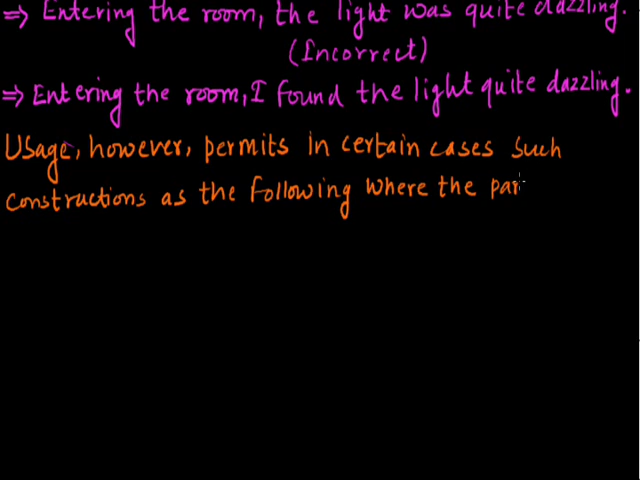 ⇒ Entering the room, the light was quite dazzling.
(Incorrect)
⇒ Entering the room, I found the light quite dazzling.
Usage, however, permits in certain cases such
constructions as the following where the par